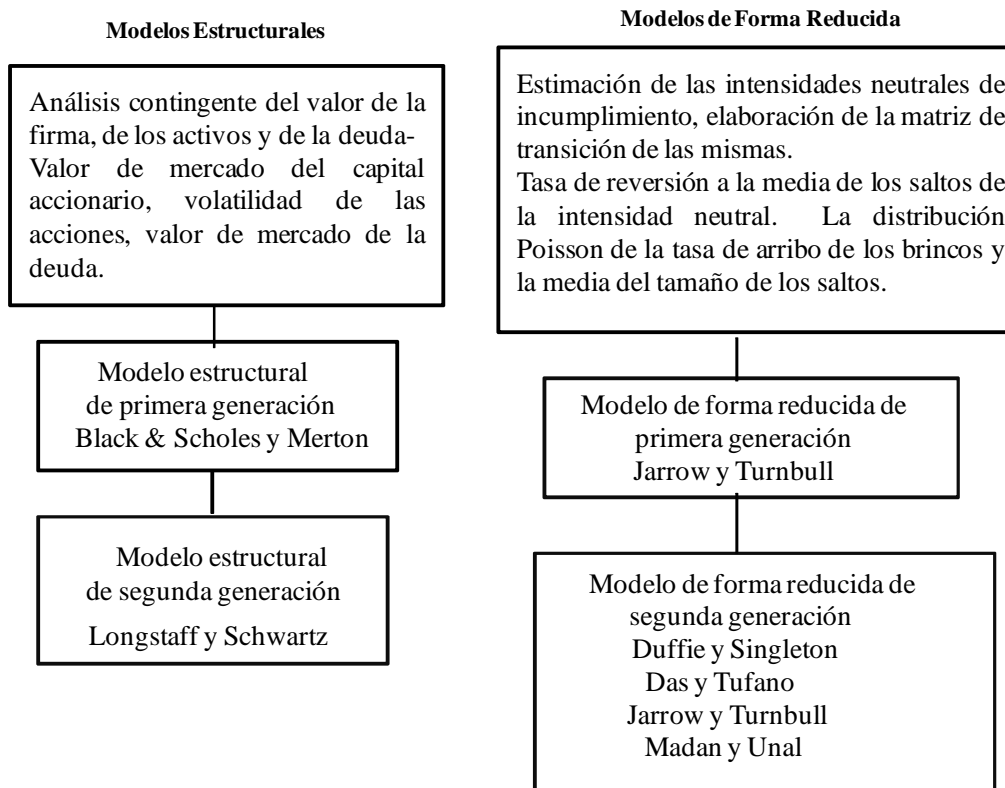 Modelos Estructurales
Análisis contingente del valor de la
firma, de los activos y de la deuda-
Valor de mercado del capital
accionario, volatilidad de las
acciones, valor de mercado de la
deuda.
Modelo estructural
de primera generación
Black & Scholes y Merton
Modelo estructural
de segunda generación
Longstaff y Schwartz
Modelos de Forma Reducida
Estimación de las intensidades neutrales de
incumplimiento, elaboración de la matriz de
transición de las mismas.
Tasa de reversión a la media de los saltos de
la intensidad neutral. La distribución
Poisson de la tasa de arribo de los brincos y
la media del tamaño de los saltos.
Modelo de forma reducida de
primera generación
Jarrow y Turnbull
Modelo de forma reducida de
segunda generación
Duffie y Singleton
Das y Tufano
Jarrow y Turnbull
Madan y Unal